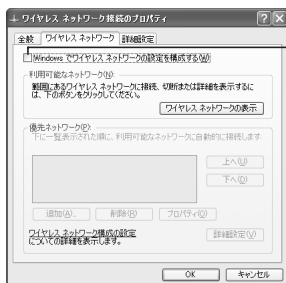 ワイヤレス ネットワーク接続のプロパティ
全般 ワイヤレス ネットワーク 詳細設定
Windows でワイヤレス ネットワークの設定を構成する(W)
利用可能なネットワーク(N):
範囲にあるワイヤレス ネットワークに接続、切断または詳細を表示するに
は、下のボタンをクリックしてください。
ワイヤレス ネットワークの表示
優先ネットワーク(P):
下に一覧表示された順に、利用可能なネットワークに自動的に接続します:
上へ(U)
下へ(D)
追加(A)... 削除(R) プロパティ(O)
ワイヤレス ネットワーク構成の設定
についての詳細を表示します。
詳細設定(V)
OK キャンセル